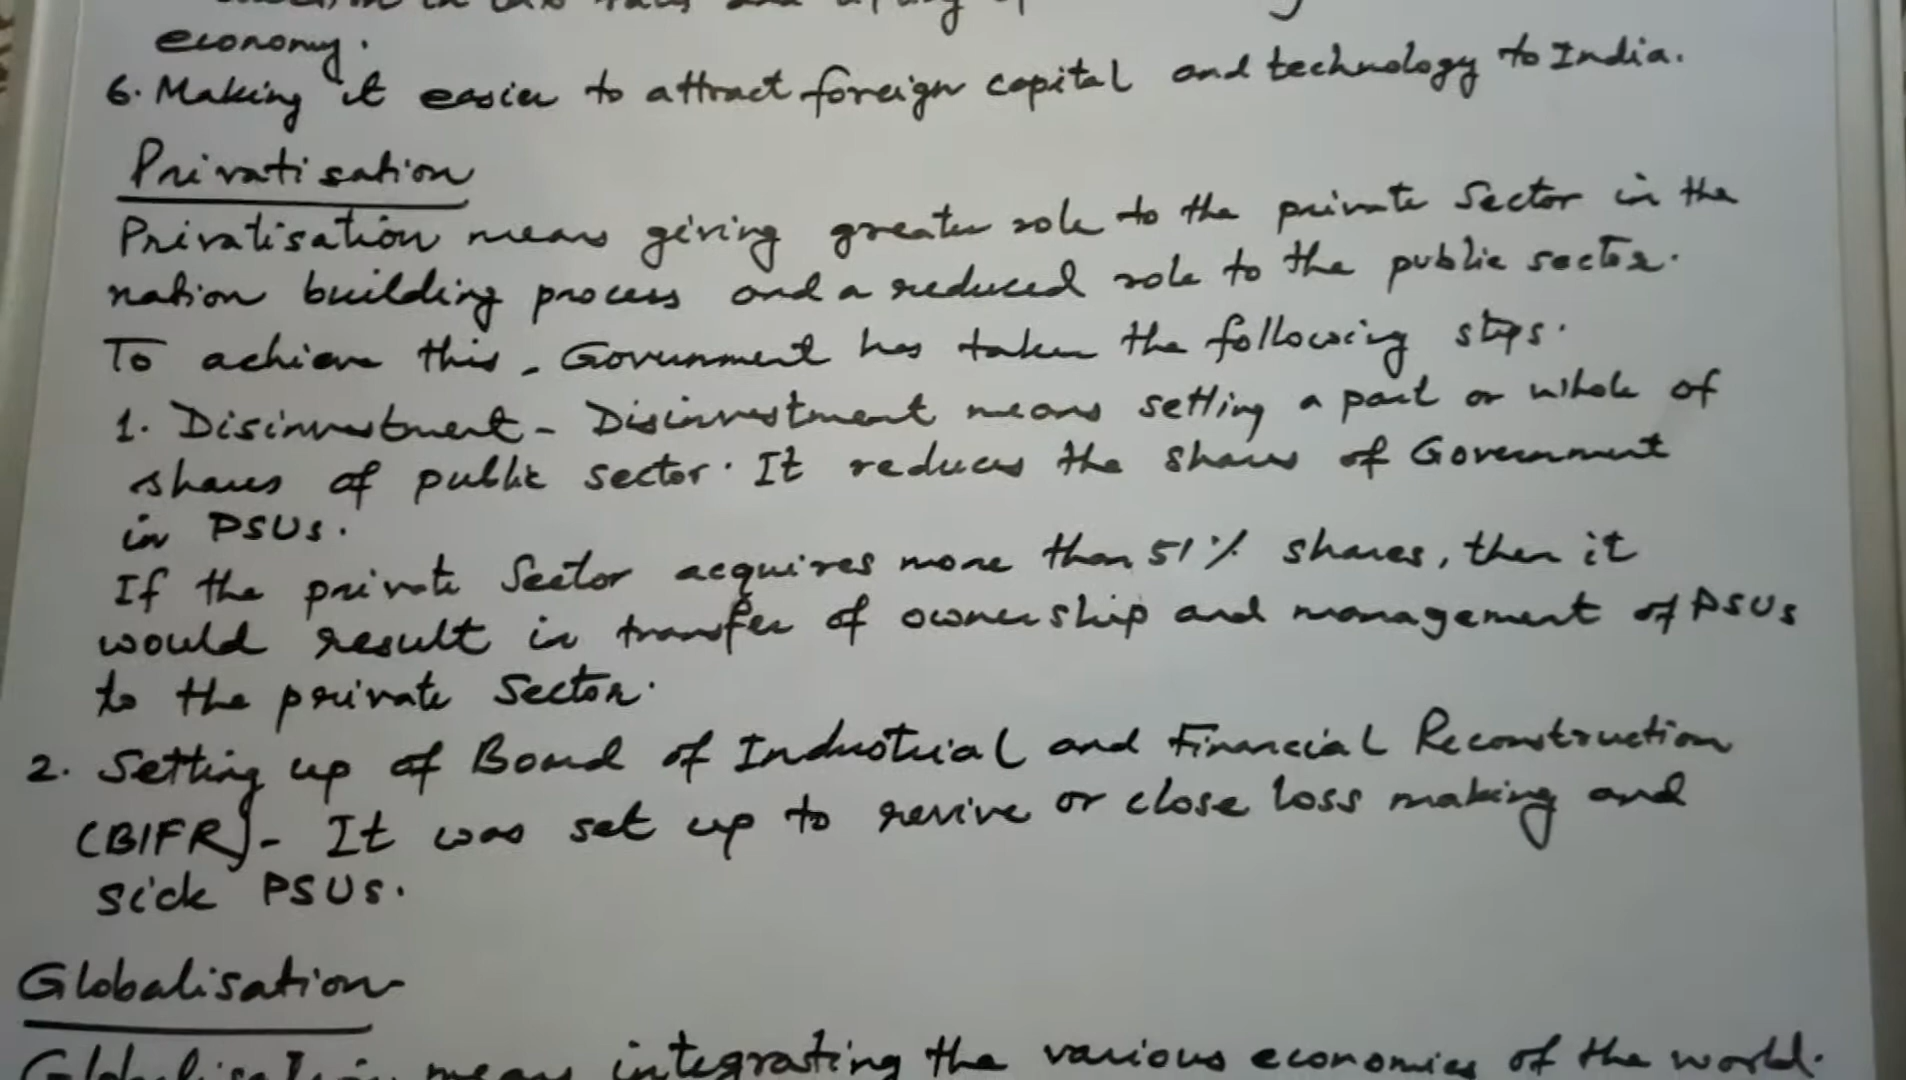 economy.
6. Making it easier to attract foreign capital and technology to India.
Privatisation
Privatisation means giving greater role to the private Sector in the
nation building process and a reduced role to the public sector.
To achieve this, Government has taken the following steps.
1. Disinvestment - Disinvestment means selling a part or whole of
shares of public sector. It reduces the shares of Government
in PSUs.
If the private Sector acquires more than 51% shares, then it
would result in transfer of ownership and management of PSUs
to the private Sector.
2. Setting up of Board of Industrial and Financial Reconstruction
(BIFR) - It was set up to revive or close loss making and
sick PSUs.
Globalisation
Globalisation means integrating the various economies of the world.